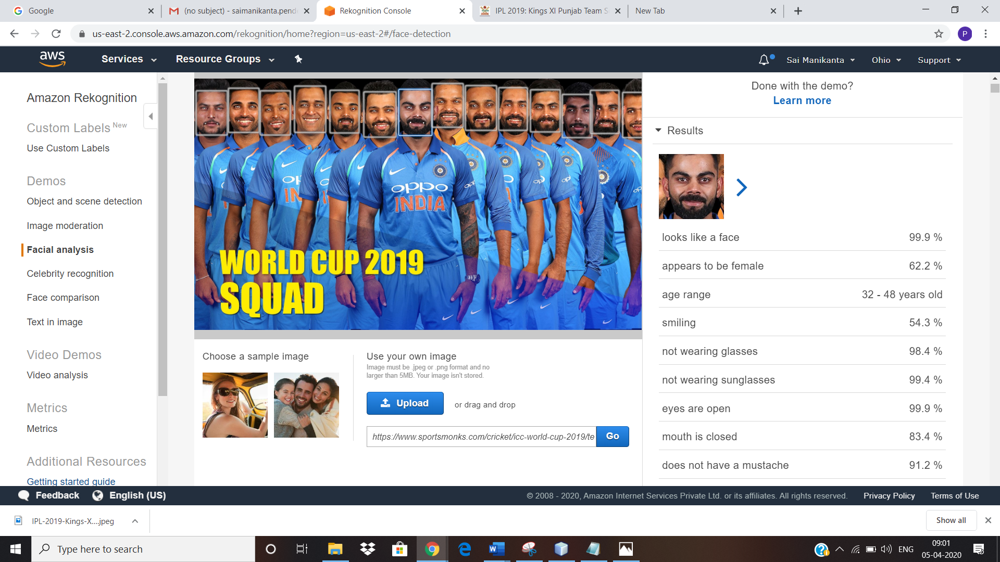 Google
(no subject) - saimanikanta.pend
Rekognition Console
IPL 2019: Kings XI Punjab Team S
New Tab
us-east-2.console.aws.amazon.com/rekognition/home?region=us-east-2#/face-detection
P
aws
Services
Resource Groups
Sai Manikanta
Ohio
Support
Amazon Rekognition
Custom Labels New
Use Custom Labels
Demos
Object and scene detection
Image moderation
Facial analysis
Celebrity recognition
Face comparison
Text in image
Video Demos
Video analysis
Metrics
Metrics
Additional Resources
Getting started guide
oppo
INDIA
WORLD CUP 2019
SQUAD
Choose a sample image
Use your own image
Image must be .jpeg or .png format and no
larger than 5MB. Your image isn't stored.
Upload
or drag and drop
https://www.sportsmonks.com/cricket/icc-world-cup-2019/te
Go
Done with the demo?
Learn more
Results
looks like a face 99.9 %
appears to be female 62.2 %
age range 32 - 48 years old
smiling 54.3 %
not wearing glasses 98.4 %
not wearing sunglasses 99.4 %
eyes are open 99.9 %
mouth is closed 83.4 %
does not have a mustache 91.2 %
Feedback
English (US)
© 2008 - 2020, Amazon Internet Services Private Ltd. or its affiliates. All rights reserved.
Privacy Policy
Terms of Use
IPL-2019-Kings-X....jpeg
Show all
Type here to search
ENG
09:01
05-04-2020